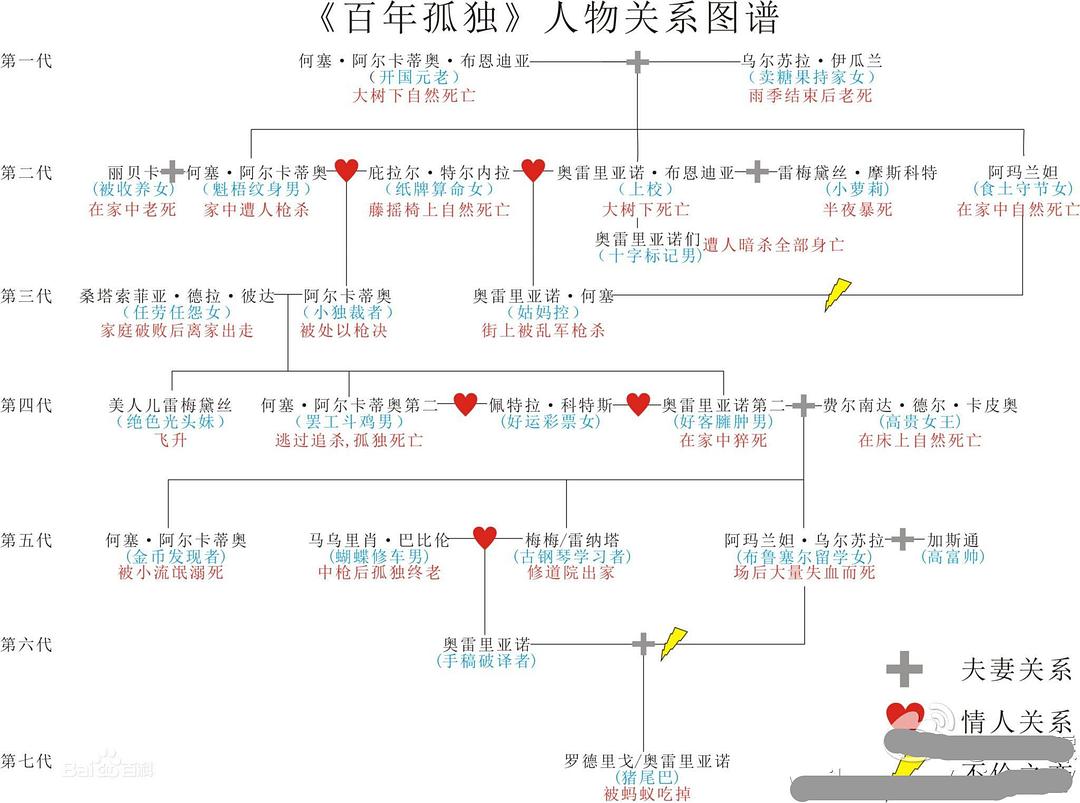 《百年孤独》人物关系图谱
第一代
何塞·阿尔卡蒂奥·布恩迪亚
乌尔苏拉·伊瓜兰
（开国元老）
（卖糖果持家女）
大树下自然死亡
雨季结束后老死
第二代
丽贝卡
何塞·阿尔卡蒂奥
庇拉尔·特尔内拉
奥雷里亚诺·布恩迪亚
雷梅黛丝·摩斯科特
阿玛兰妲
(被收养女)
（魁梧纹身男）
（纸牌算命女）
（上校）
(小萝莉)
（食土守节女）
在家中老死
家中遭人枪杀
藤摇椅上自然死亡
大树下死亡
半夜暴死
在家中自然死亡
奥雷里亚诺们
（十字标记男）
遭人暗杀全部身亡
第三代
桑塔索菲亚·德拉·彼达
阿尔卡蒂奥
奥雷里亚诺·何塞
（任劳任怨女）
（小独裁者）
（姑妈控）
家庭破败后离家出走
被处以枪决
街上被乱军枪杀
第四代
美人儿雷梅黛丝
何塞·阿尔卡蒂奥第二
佩特拉·科特斯
奥雷里亚诺第二
费尔南达·德尔·卡皮奥
（绝色光头妹）
（罢工斗鸡男）
(好运彩票女)
(好客臃肿男)
(高贵女王)
飞升
逃过追杀,孤独死亡
在家中猝死
在床上自然死亡
第五代
何塞·阿尔卡蒂奥
马乌里肖·巴比伦
梅梅/雷纳塔
阿玛兰妲·乌尔苏拉
加斯通
(金币发现者)
(蝴蝶修车男)
(古钢琴学习者)
(布鲁塞尔留学女)
(高富帅)
被小流氓溺死
中枪后孤独终老
修道院出家
场后大量失血而死
第六代
奥雷里亚诺
(手稿破译者)
夫妻关系
情人关系
第七代
罗德里戈/奥雷里亚诺
(猪尾巴)
被蚂蚁吃掉
Baidu百科